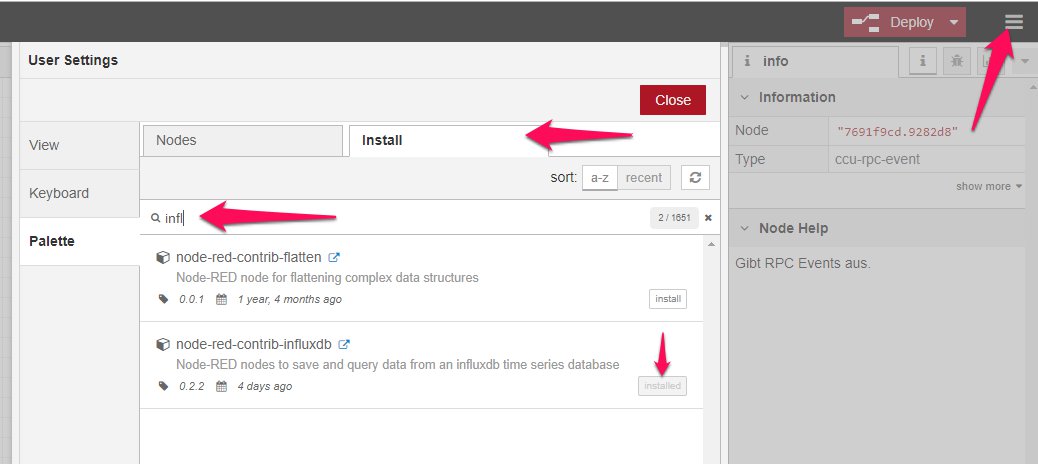 Deploy
User Settings
info
Close
Information
View
Nodes
Install
Node "7691f9cd.9282d8"
Type ccu-rpc-event
sort: a-z recent
show more
Keyboard
infl
2 / 1651
Palette
Node Help
node-red-contrib-flatten
Node-RED node for flattening complex data structures
0.0.1 1 year, 4 months ago
install
Gibt RPC Events aus.
node-red-contrib-influxdb
Node-RED nodes to save and query data from an influxdb time series database
0.2.2 4 days ago
installed